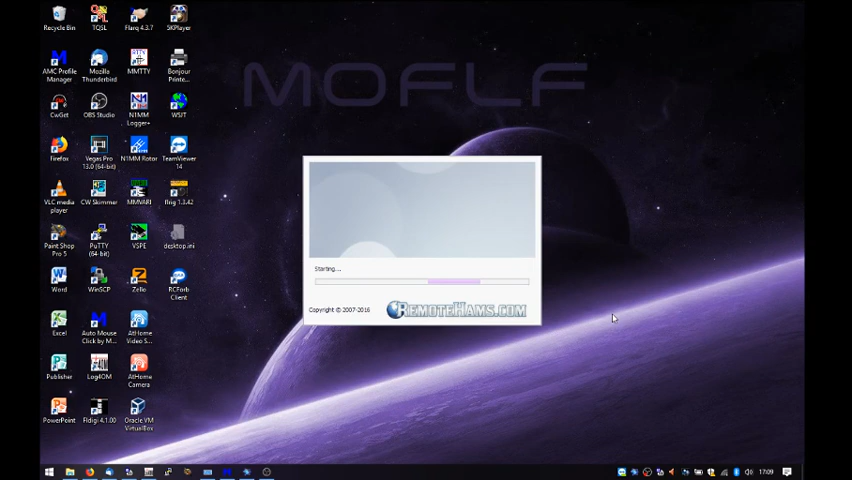 Recycle Bin
TQSL
Flarq 4.3.7
SKPlayer
AMC Profile
Manager
Mozilla
Thunderbird
MMTTY
Bonjour
Printe...
CwGet
OBS Studio
N1MM
Logger+
WSJT
Firefox
Vegas Pro
13.0 (64-bit)
N1MM Rotor
TeamViewer
14
VLC media
player
CW Skimmer
MMVARI
flrig 1.3.42
Paint Shop
Pro 5
PuTTY
(64-bit)
VSPE
desktop.ini
Word
WinSCP
Zello
RCForb
Client
Excel
Auto Mouse
Click by M...
AtHome
Video S...
Publisher
Log4OM
AtHome
Camera
PowerPoint
Fldigi 4.1.00
Oracle VM
VirtualBox
M0FLF
Starting...
Copyright © 2007-2016
REMOTEHAMS.COM
17:09